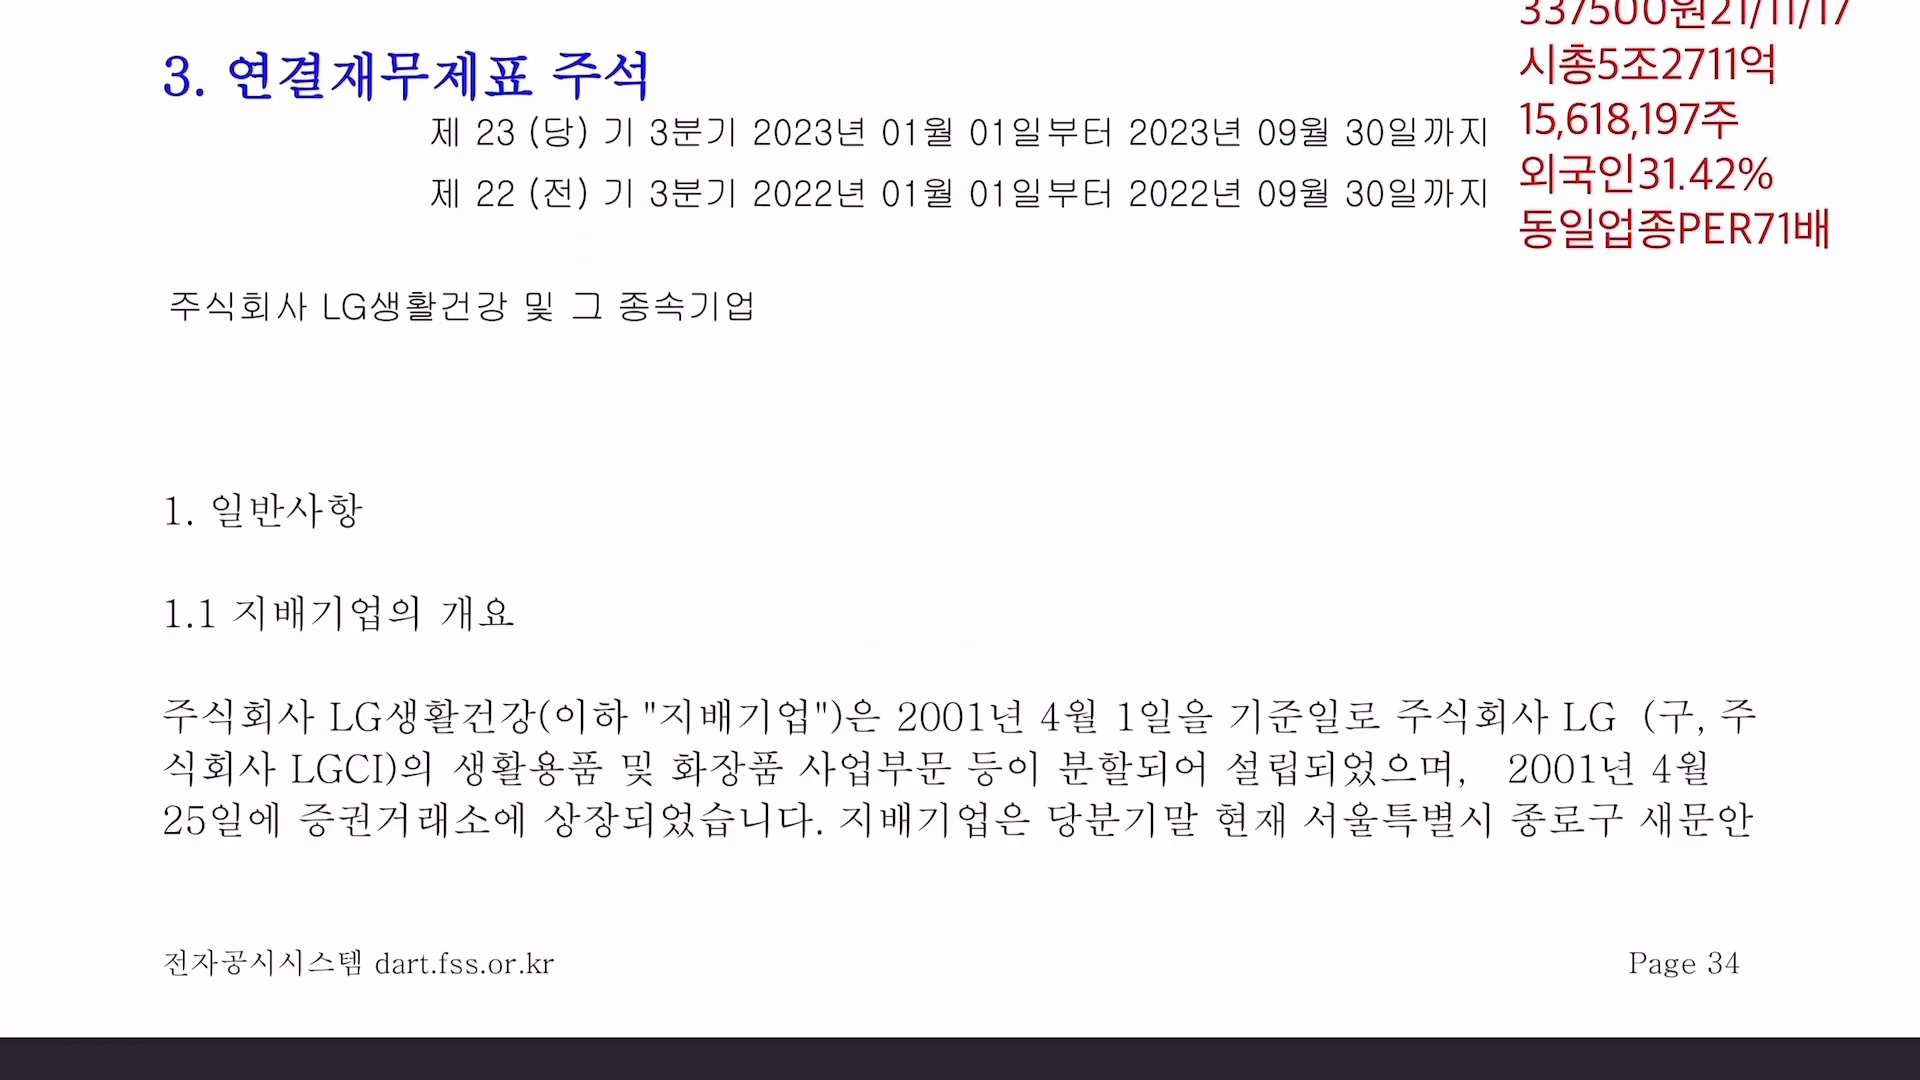 337500원21/11/17
3. 연결재무제표 주석
시총5조2711억
제 23 (당) 기 3분기 2023년 01월 01일부터 2023년 09월 30일까지
15,618,197주
외국인31.42%
제 22 (전) 기 3분기 2022년 01월 01일부터 2022년 09월 30일까지
동일업종PER71배
주식회사 LG생활건강 및 그 종속기업
1. 일반사항
1.1 지배기업의 개요
주식회사 LG생활건강(이하 "지배기업")은 2001년 4월 1일을 기준일로 주식회사 LG (구, 주
식회사 LGCI)의 생활용품 및 화장품 사업부문 등이 분할되어 설립되었으며, 2001년 4월
25일에 증권거래소에 상장되었습니다. 지배기업은 당분기말 현재 서울특별시 종로구 새문안
전자공시시스템 dart.fss.or.kr
Page 34